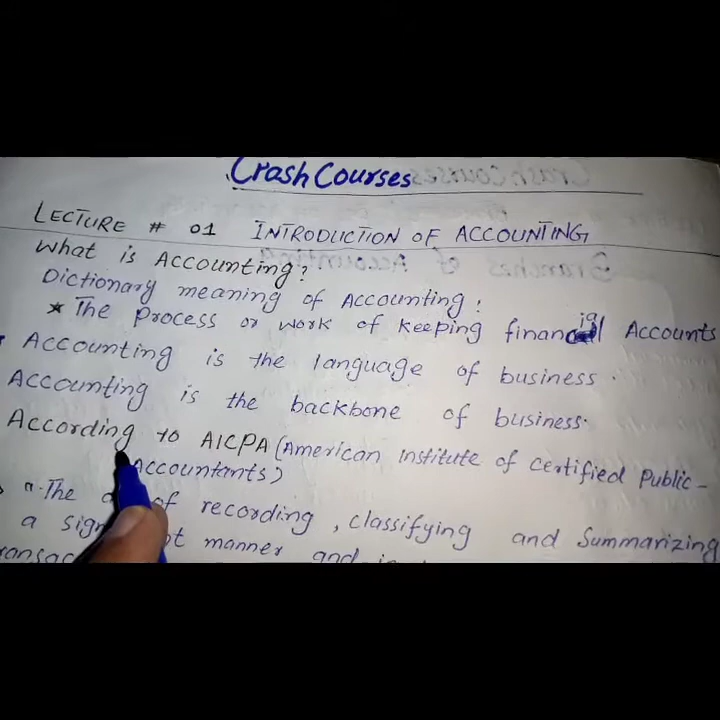 Crash Courses
LECTURE # 01 INTRODUCTION OF ACCOUNTING
What is Accounting?
Dictionary meaning of Accounting:
* The process or work of keeping financial Accounts
Accounting is the language of business.
Accounting is the backbone of business.
According to AICPA (American Institute of Certified Public-
Accountants)
". The of recording, classifying and Summarizing
a manner and